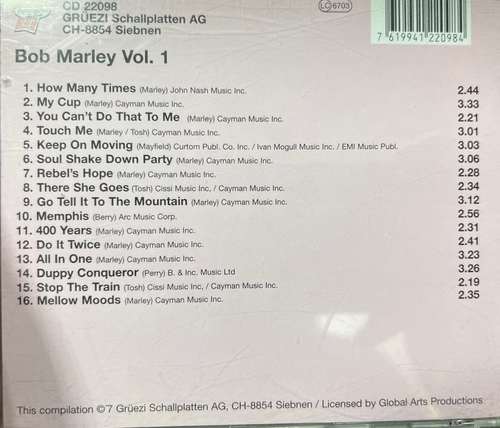 CD 22098
GRÜEZI Schallplatten AG
CH-8854 Siebnen
LC 6703
7 619941 220984
Bob Marley Vol. 1
1. How Many Times (Marley) John Nash Music Inc. 2.44
2. My Cup (Marley) Cayman Music Inc. 3.33
3. You Can't Do That To Me (Marley) Cayman Music Inc. 2.21
4. Touch Me (Marley / Tosh) Cayman Music Inc. 3.01
5. Keep On Moving (Mayfield) Curtom Publ. Co. Inc. / Ivan Mogull Music Inc. / EMI Music Publ. 3.03
6. Soul Shake Down Party (Marley) Cayman Music Inc. 3.06
7. Rebel's Hope (Marley) Cayman Music Inc. 2.28
8. There She Goes (Tosh) Cissi Music Inc, / Cayman Music Inc. 2.34
9. Go Tell It To The Mountain (Marley) Cayman Music Inc. 3.12
10. Memphis (Berry) Arc Music Corp. 2.56
11. 400 Years (Marley) Cayman Music Inc. 2.31
12. Do It Twice (Marley) Cayman Music Inc. 2.41
13. All In One (Marley) Cayman Music Inc. 3.23
14. Duppy Conqueror (Perry) B. & Inc. Music Ltd 3.26
15. Stop The Train (Tosh) Cissi Music Inc, / Cayman Music Inc. 2.19
16. Mellow Moods (Marley) Cayman Music Inc. 2.35
This compilation ©7 Grüezi Schallplatten AG, CH-8854 Siebnen / Licensed by Global Arts Productions